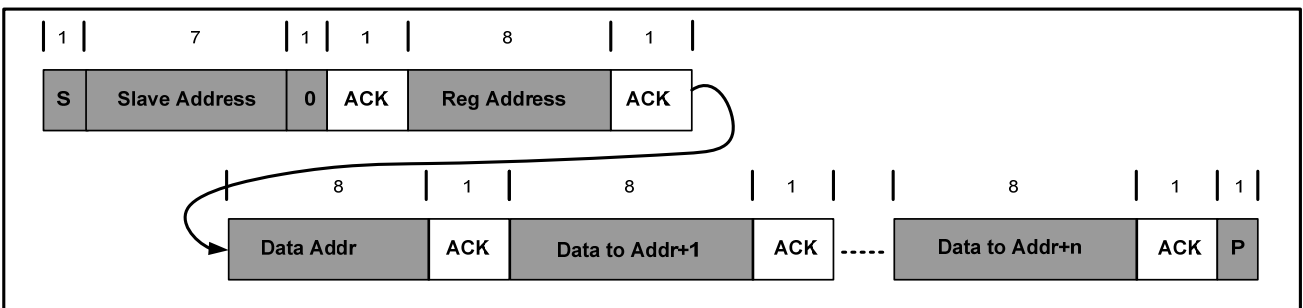 1 7 1 1 8 1
S Slave Address 0 ACK Reg Address ACK
8 1 8 1 8 1 1
Data Addr ACK Data to Addr+1 ACK Data to Addr+n ACK P